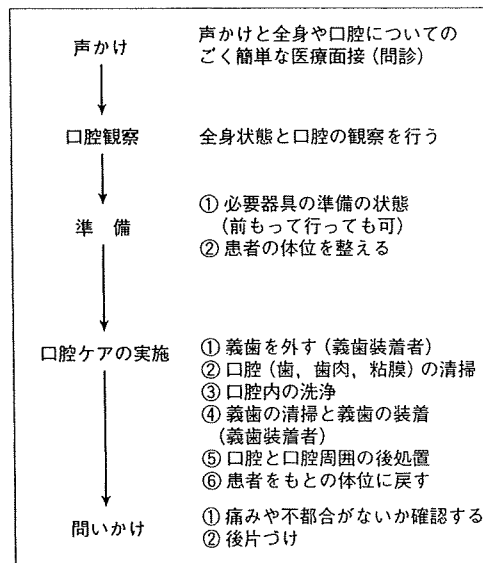 声かけ
声かけと全身や口腔についての
ごく簡単な医療面接(問診)
口腔観察
全身状態と口腔の観察を行う
準 備
① 必要器具の準備の状態
(前もって行っても可)
② 患者の体位を整える
口腔ケアの実施
① 義歯を外す(義歯装着者)
② 口腔(歯,歯肉,粘膜)の清掃
③ 口腔内の洗浄
④ 義歯の清掃と義歯の装着
(義歯装着者)
⑤ 口腔と口腔周囲の後処置
⑥ 患者をもとの体位に戻す
問いかけ
① 痛みや不都合がないか確認する
② 後片づけ